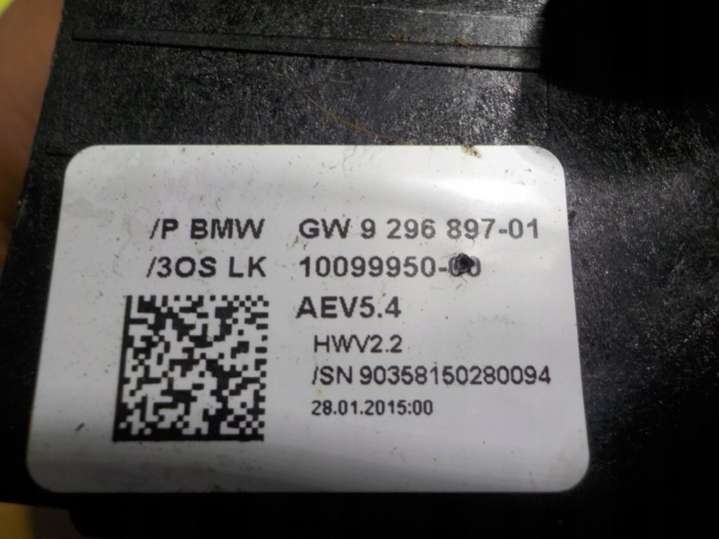 /P BMW GW 9 296 897-01
/3OS LK 10099950-00
AEV5.4
HWV2.2
/SN 90358150280094
28.01.2015:00